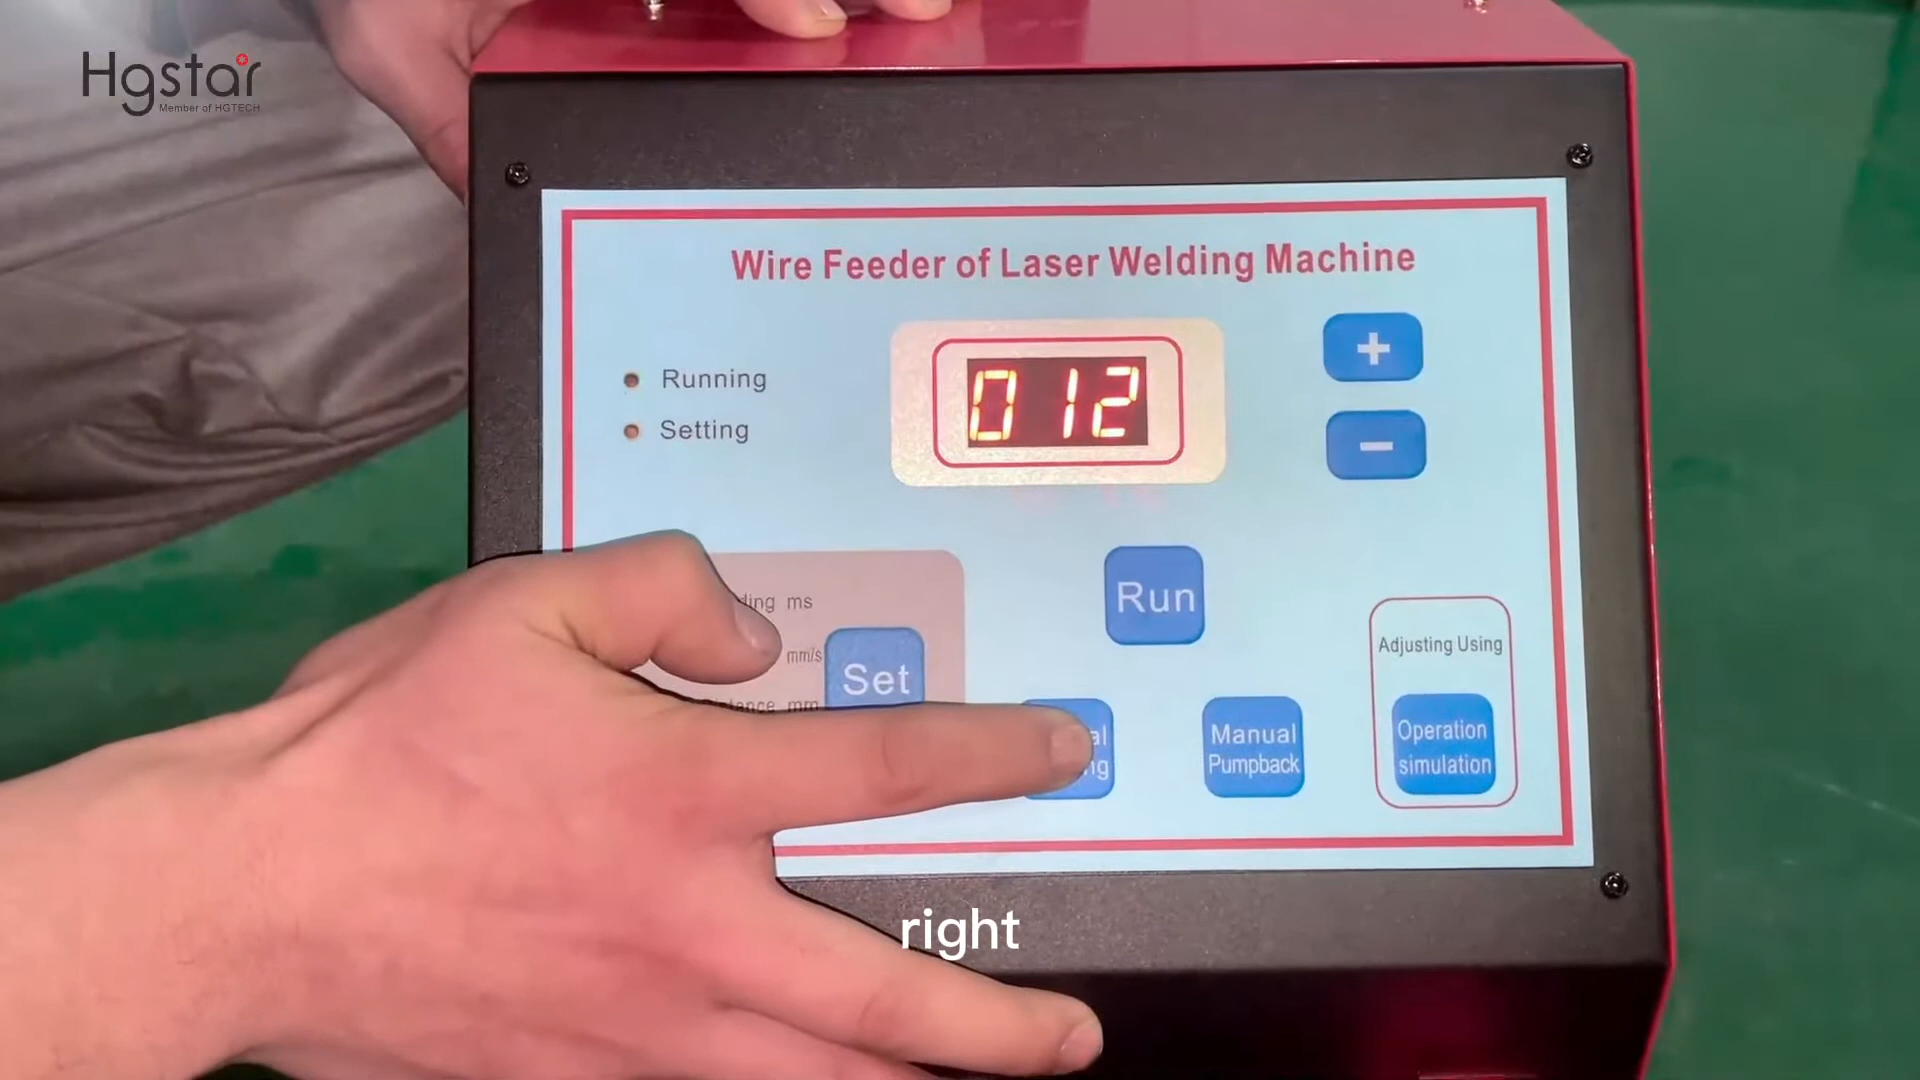 Hgstar
Member of HGTECH
Wire Feeder of Laser Welding Machine
Running
Setting
012
+
−
ms
mm/s
mm
Set
Run
Manual
Pumpback
Adjusting Using
Operation
simulation
right